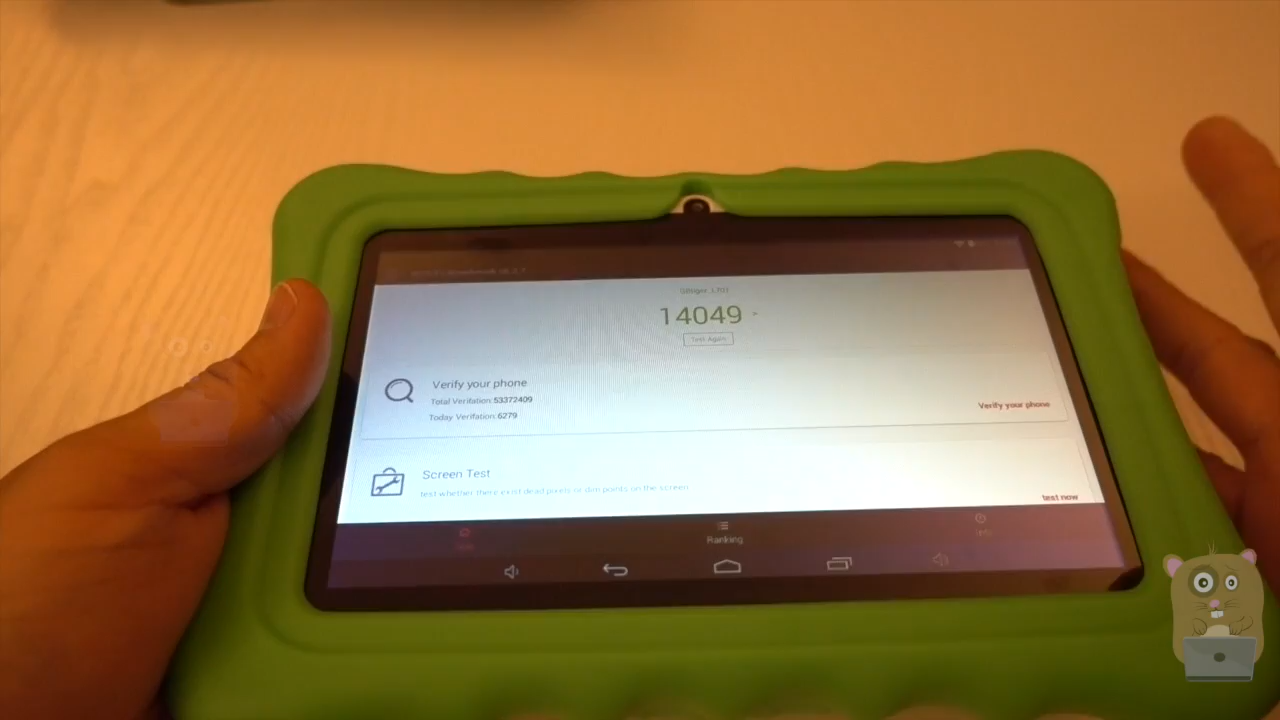 14049 >
Test Again
Verify your phone
Total Verifation:53372409
Today Verifation:6279
Verify your phone
Screen Test
test whether there exist dead pixels or dim points on the screen
test now
Ranking